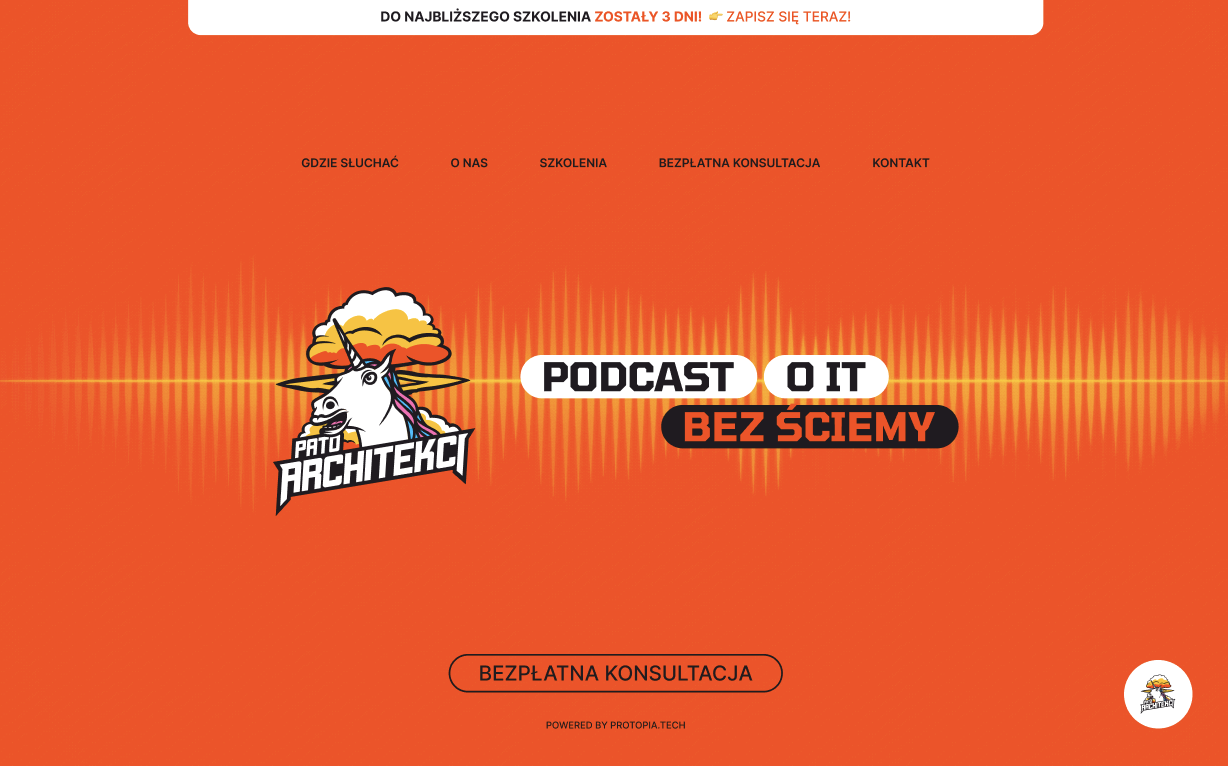 DO NAJBLIŻSZEGO SZKOLENIA ZOSTAŁY 3 DNI! 👉 ZAPISZ SIĘ TERAZ!
GDZIE SŁUCHAĆ O NAS SZKOLENIA BEZPŁATNA KONSULTACJA KONTAKT
PATO
ARCHITEKCI
PODCAST O IT
BEZ ŚCIEMY
BEZPŁATNA KONSULTACJA
POWERED BY PROTOPIA.TECH
ARCHITEKCI